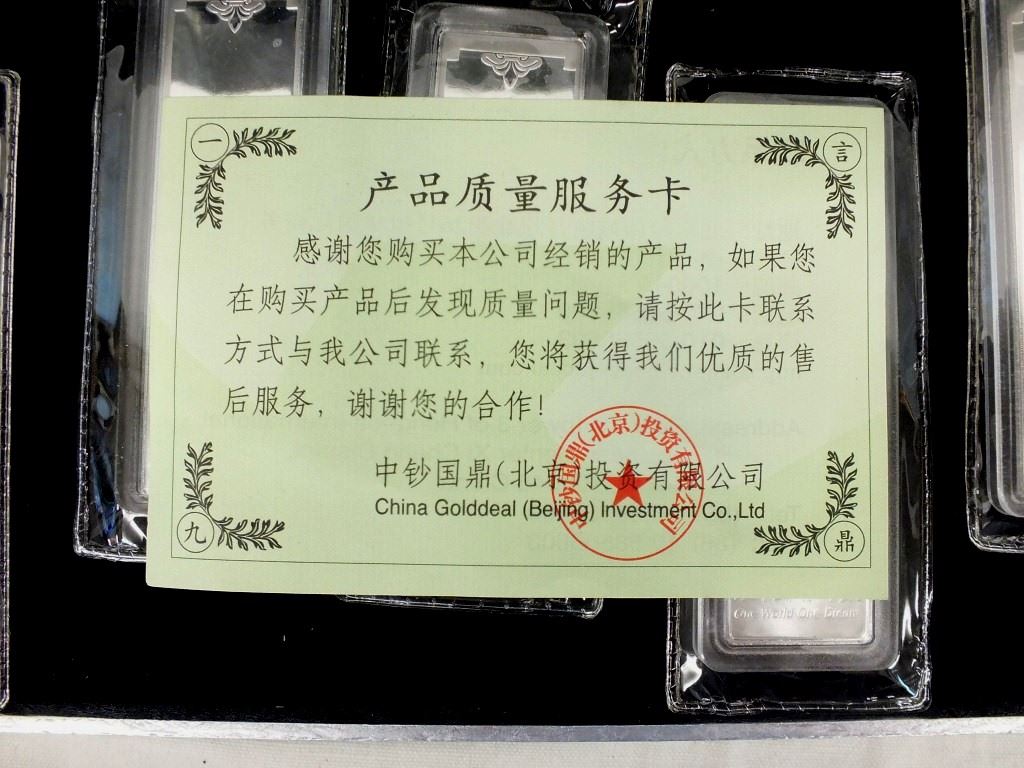 一 言
产品质量服务卡
感谢您购买本公司经销的产品，如果您
在购买产品后发现质量问题，请按此卡联系
方式与我公司联系，您将获得我们优质的售
后服务，谢谢您的合作！
中钞国鼎(北京)投资有限公司
China Golddeal (Beijing) Investment Co.,Ltd
中钞国鼎(北京)投资有限公司
九 鼎
One World One Dream